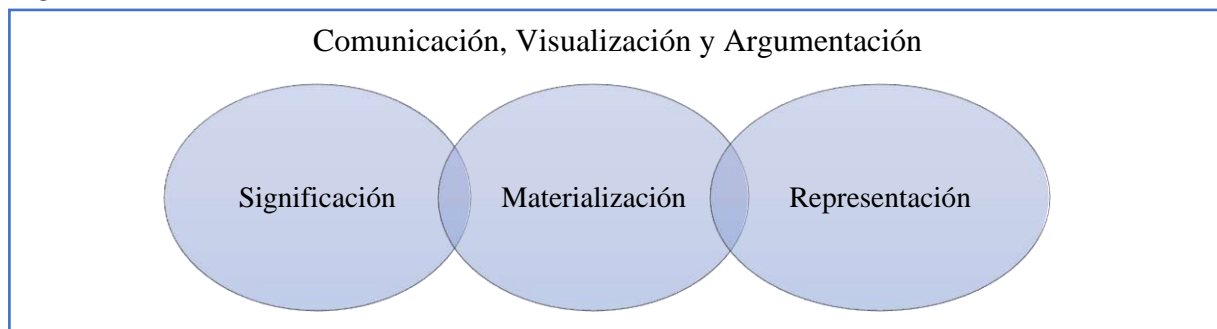 Comunicación, Visualización y Argumentación
Significación Materialización Representación